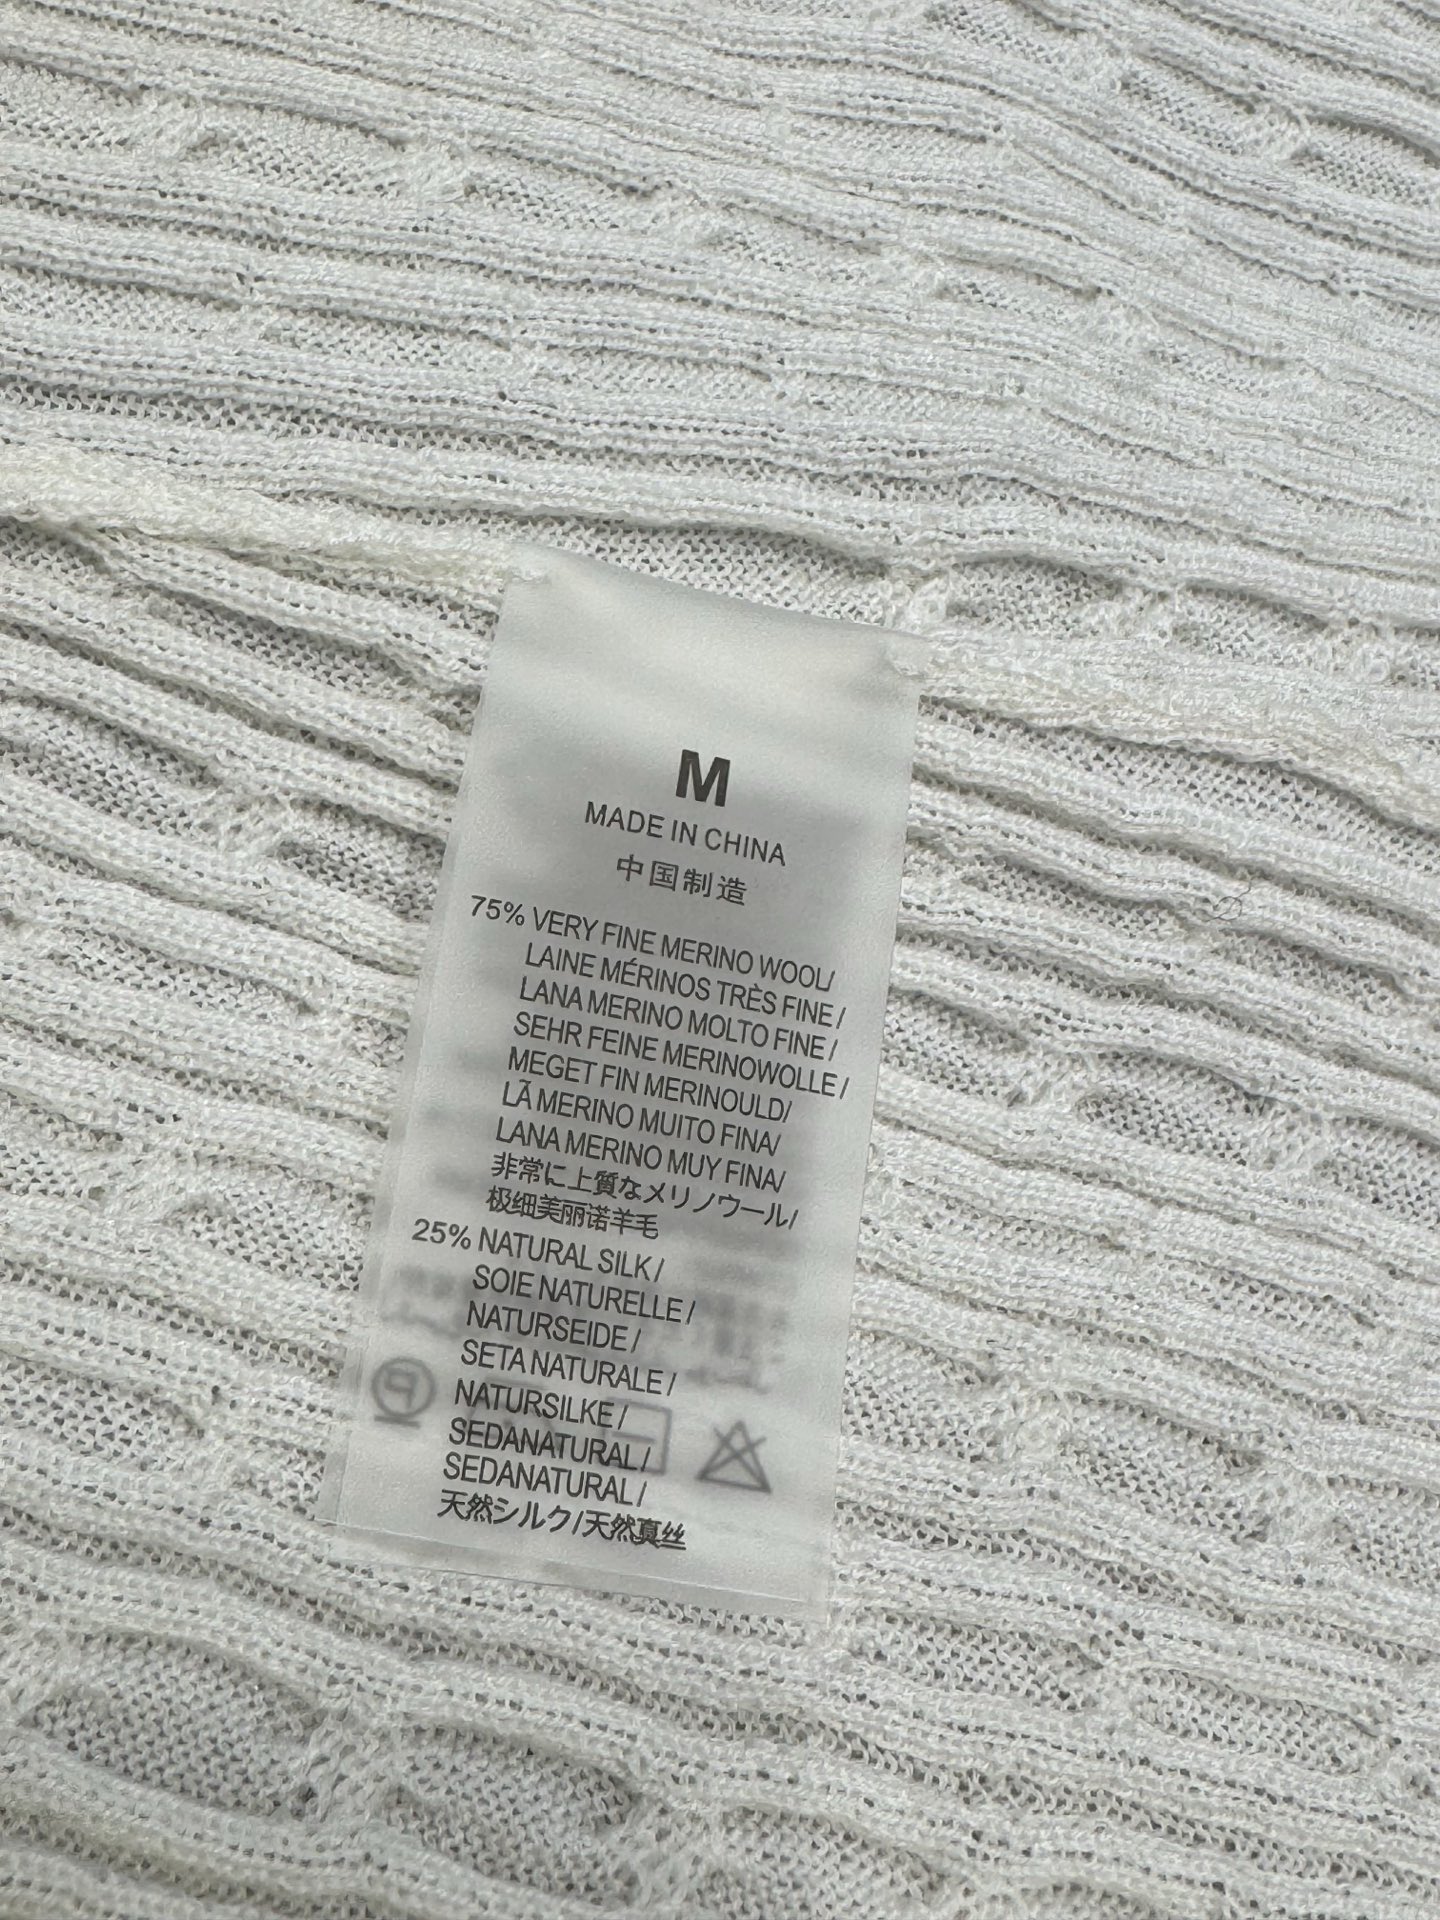 M
MADE IN CHINA
中国制造
75% VERY FINE MERINO WOOL/
LAINE MÉRINOS TRÈS FINE/
LANA MERINO MOLTO FINE/
SEHR FEINE MERINOWOLLE/
MEGET FIN MERINOULD/
LÃ MERINO MUITO FINA/
LANA MERINO MUY FINA/
非常に上質なメリノウール/
极细美丽诺羊毛
25% NATURAL SILK/
SOIE NATURELLE/
NATURSEIDE/
SETA NATURALE/
NATURSILKE/
SEDANATURAL/
SEDANATURAL/
天然シルク/天然真丝